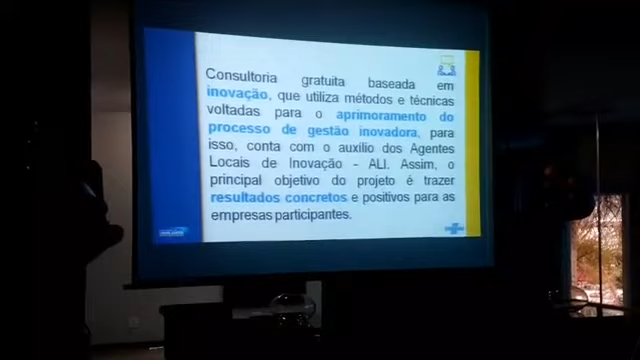 Consultoria gratuita baseada em
inovação, que utiliza métodos e técnicas
voltadas para o aprimoramento do
processo de gestão inovadora, para
isso, conta com o auxílio dos Agentes
Locais de Inovação - ALI. Assim, o
principal objetivo do projeto é trazer
resultados concretos e positivos para as
empresas participantes.